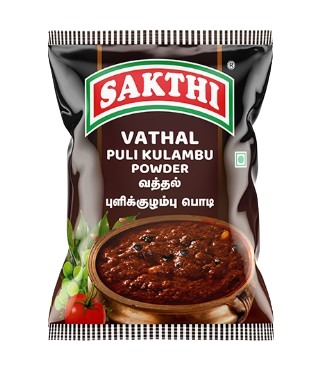 SAKTHI
®
VATHAL
PULI KULAMBU
POWDER
வத்தல்
புளிக்குழம்பு பொடி